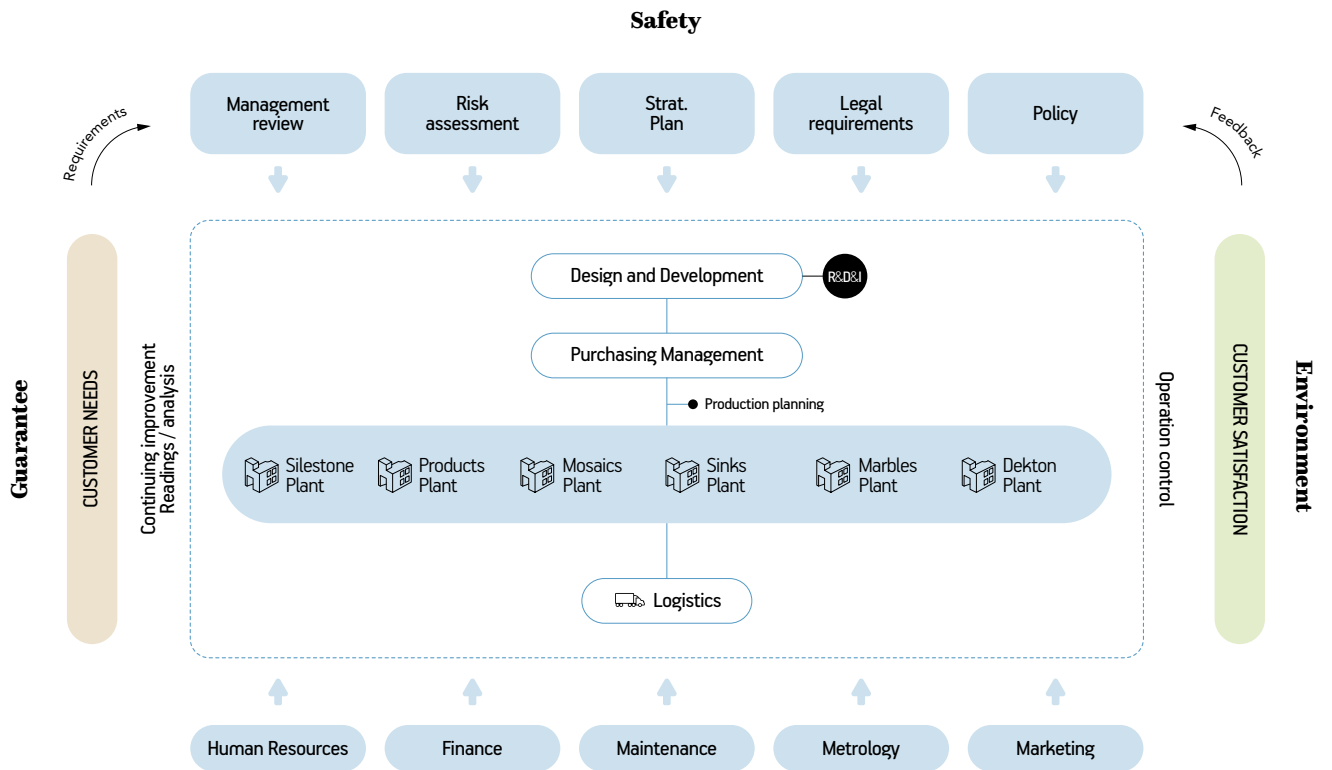 Safety
Management
review
Risk
assessment
Strat.
Plan
Legal
requirements
Policy
Requirements
Feedback
Guarantee
CUSTOMER NEEDS
Continuing improvement
Readings / analysis
Design and Development
R&D&I
Purchasing Management
Production planning
Silestone
Plant
Products
Plant
Mosaics
Plant
Sinks
Plant
Marbles
Plant
Dekton
Plant
Logistics
Operation control
CUSTOMER SATISFACTION
Environment
Human Resources
Finance
Maintenance
Metrology
Marketing